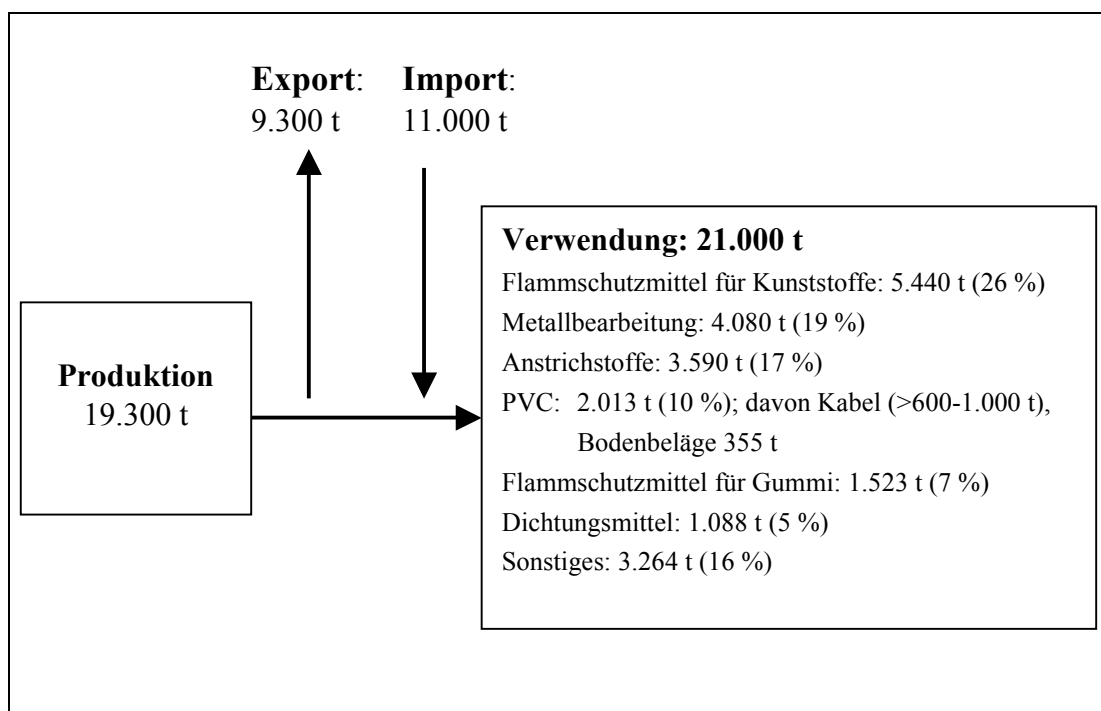 Export:
9.300 t
Import:
11.000 t
Produktion
19.300 t
Verwendung: 21.000 t
Flammschutzmittel für Kunststoffe: 5.440 t (26 %)
Metallbearbeitung: 4.080 t (19 %)
Anstrichstoffe: 3.590 t (17 %)
PVC: 2.013 t (10 %); davon Kabel (>600-1.000 t),
Bodenbeläge 355 t
Flammschutzmittel für Gummi: 1.523 t (7 %)
Dichtungsmittel: 1.088 t (5 %)
Sonstiges: 3.264 t (16 %)